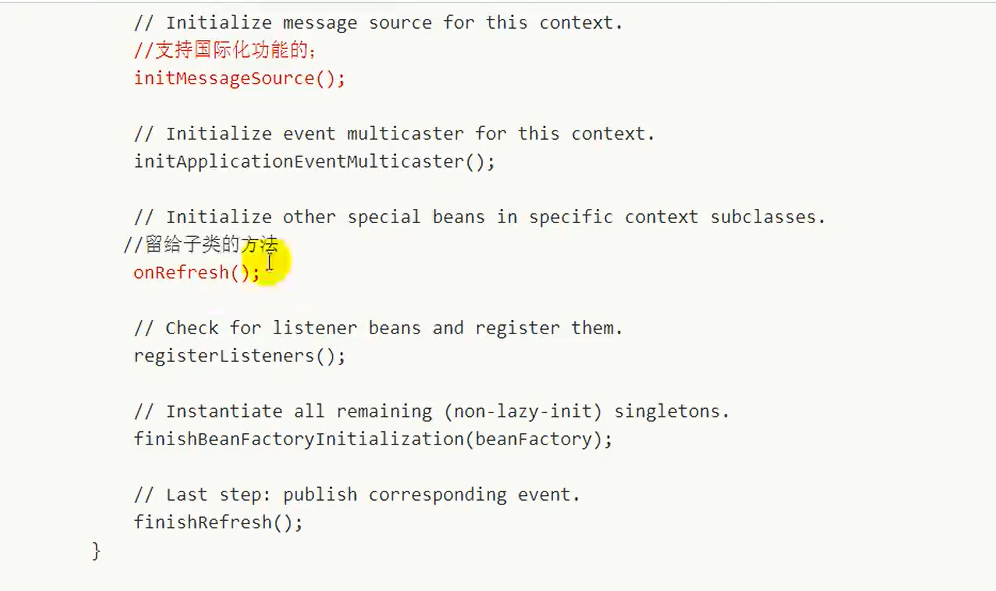 // Initialize message source for this context.
//支持国际化功能的;
initMessageSource();
// Initialize event multicaster for this context.
initApplicationEventMulticaster();
// Initialize other special beans in specific context subclasses.
//留给子类的方法
onRefresh();
// Check for listener beans and register them.
registerListeners();
// Instantiate all remaining (non-lazy-init) singletons.
finishBeanFactoryInitialization(beanFactory);
// Last step: publish corresponding event.
finishRefresh();
}